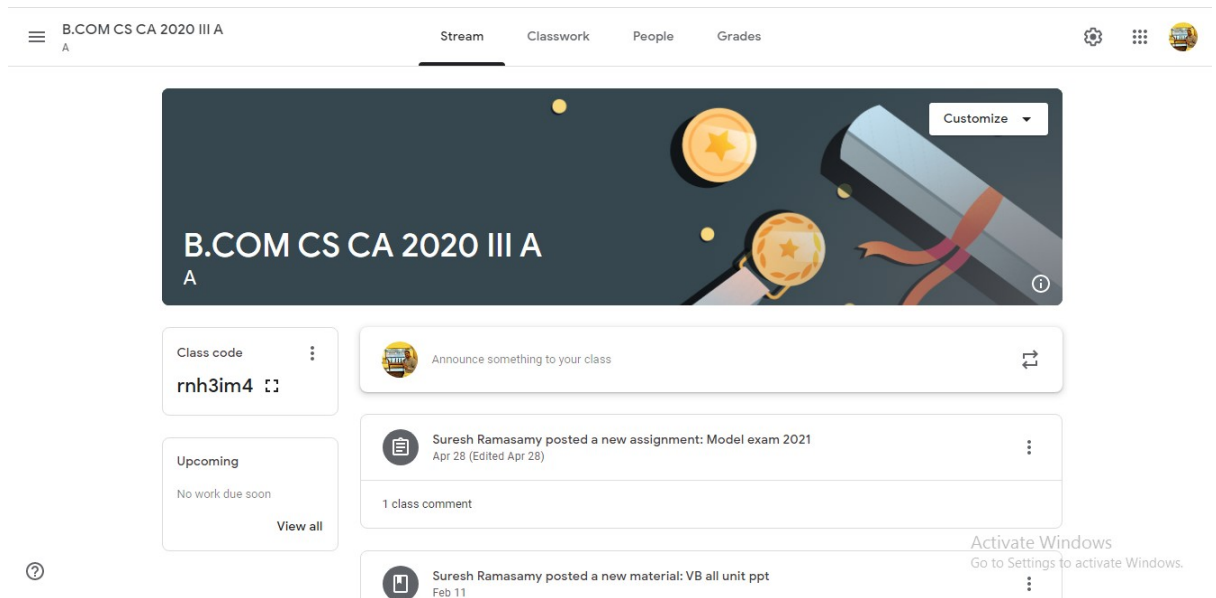 B.COM CS CA 2020 III A
A
Stream Classwork People Grades
Customize
B.COM CS CA 2020 III A
A
Class code
rnh3im4
Upcoming
No work due soon
View all
Announce something to your class
Suresh Ramasamy posted a new assignment: Model exam 2021
Apr 28 (Edited Apr 28)
1 class comment
Suresh Ramasamy posted a new material: VB all unit ppt
Feb 11
Activate Windows
Go to Settings to activate Windows.